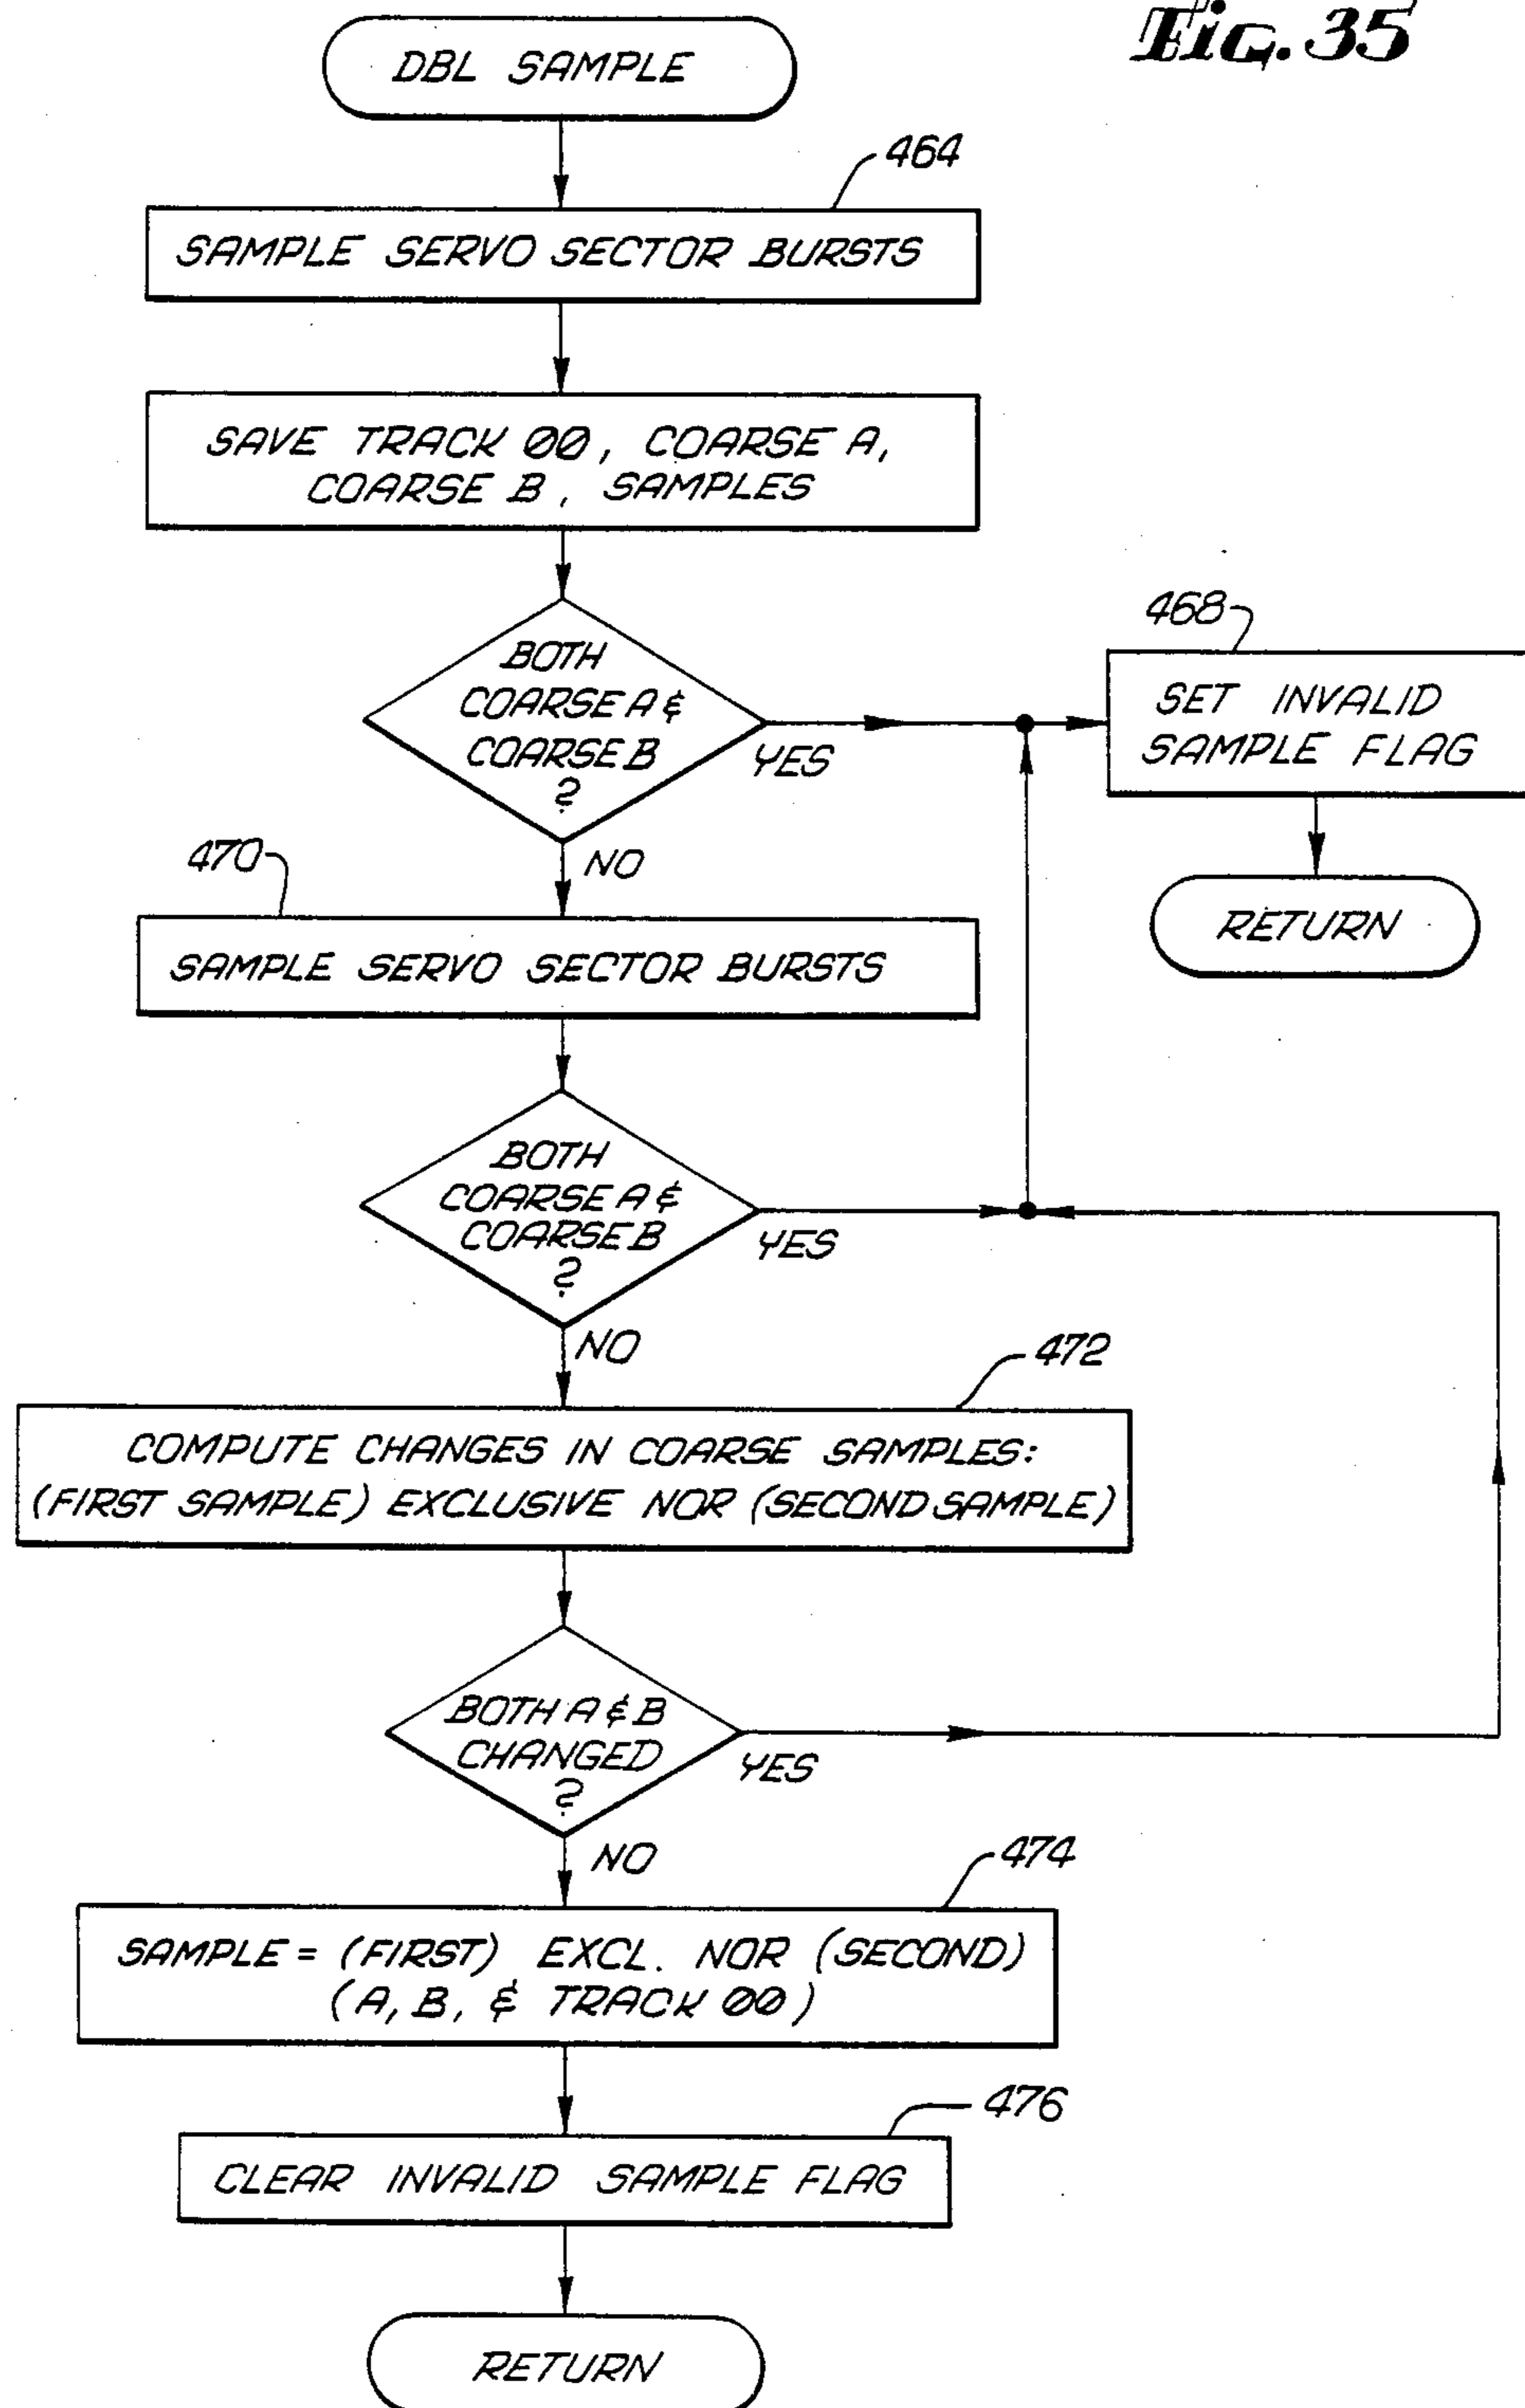 Fig. 35
DBL SAMPLE
464
SAMPLE SERVO SECTOR BURSTS
SAVE TRACK 00, COARSE A,
COARSE B, SAMPLES
BOTH
COARSE A &
COARSE B
?
YES
468
SET INVALID
SAMPLE FLAG
RETURN
NO
470
SAMPLE SERVO SECTOR BURSTS
BOTH
COARSE A &
COARSE B
?
YES
NO
472
COMPUTE CHANGES IN COARSE SAMPLES:
(FIRST SAMPLE) EXCLUSIVE NOR (SECOND SAMPLE)
BOTH A & B
CHANGED
?
YES
NO
474
SAMPLE = (FIRST) EXCL. NOR (SECOND)
(A, B, & TRACK 00)
476
CLEAR INVALID SAMPLE FLAG
RETURN